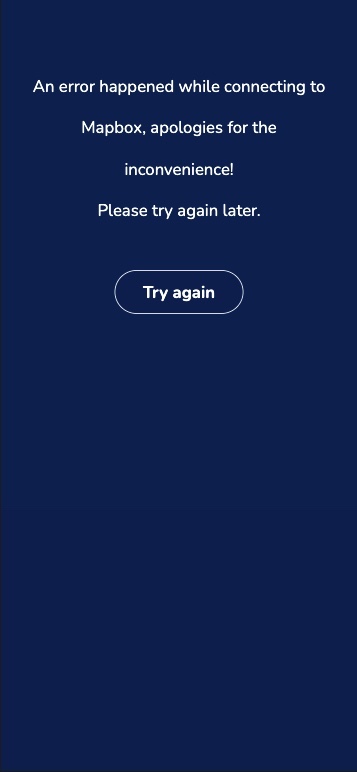 An error happened while connecting to
Mapbox, apologies for the
inconvenience!
Please try again later.
Try again